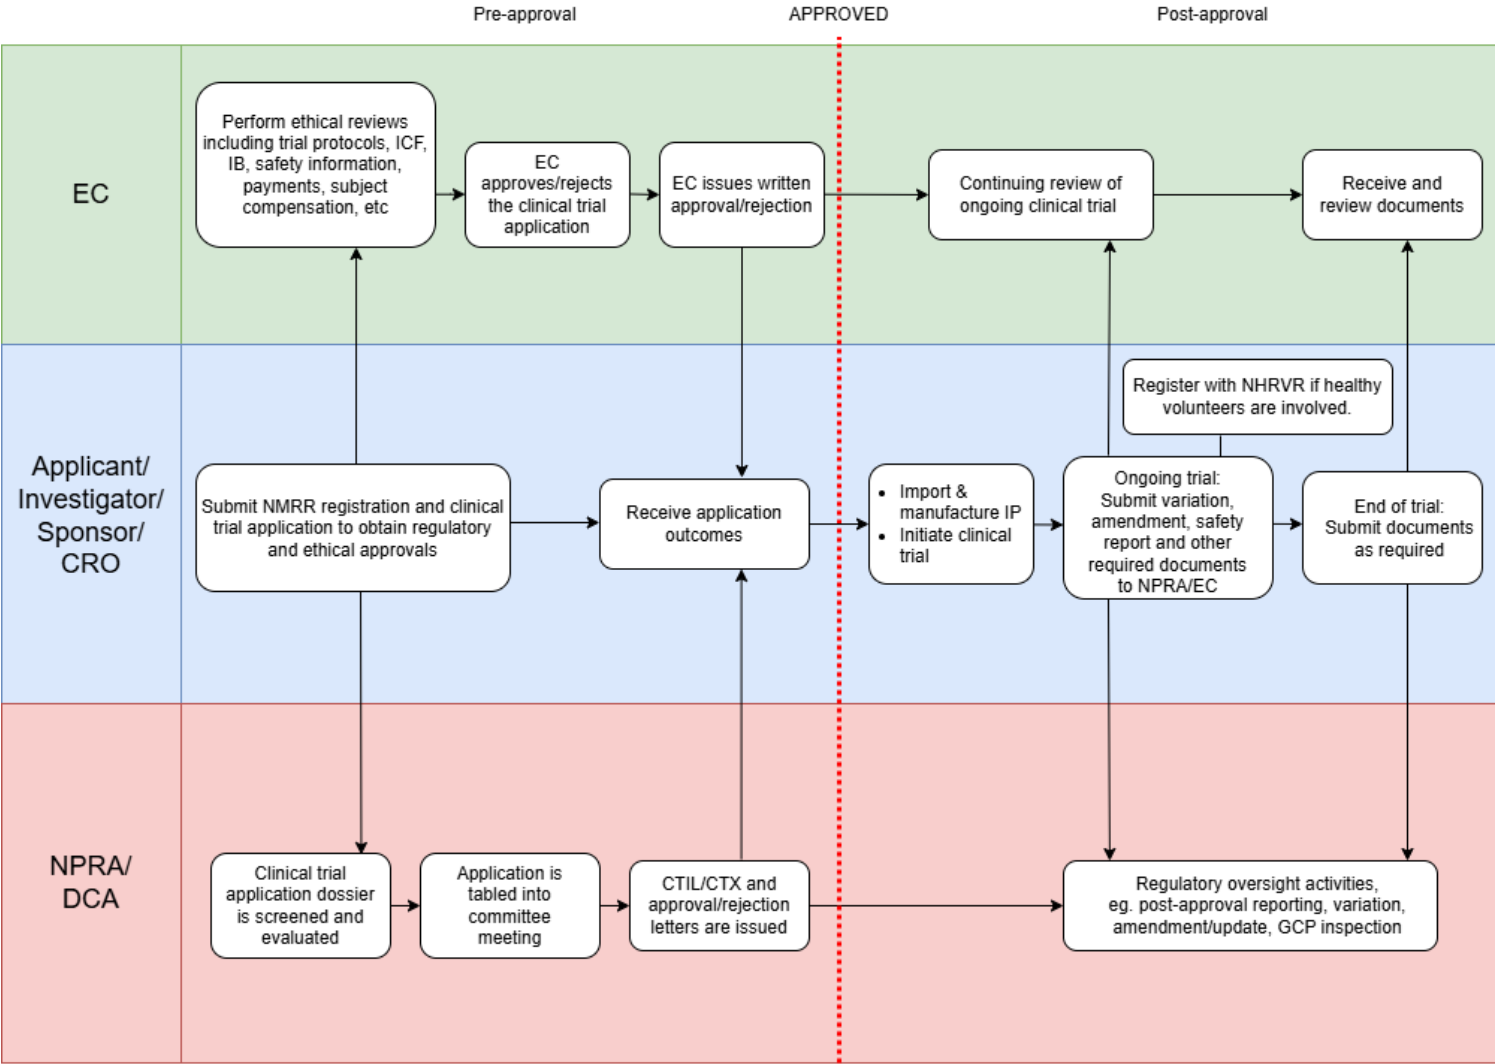 Pre-approval
APPROVED
Post-approval
EC
Perform ethical reviews
including trial protocols, ICF,
IB, safety information,
payments, subject
compensation, etc
EC
approves/rejects
the clinical trial
application
EC issues written
approval/rejection
Continuing review of
ongoing clinical trial
Receive and
review documents
Applicant/
Investigator/
Sponsor/
CRO
Submit NMRR registration and clinical
trial application to obtain regulatory
and ethical approvals
Receive application
outcomes
• Import &
manufacture IP
• Initiate clinical
trial
Register with NHRVR if healthy
volunteers are involved.
Ongoing trial:
Submit variation,
amendment, safety
report and other
required documents
to NPRA/EC
End of trial:
Submit documents
as required
NPRA/
DCA
Clinical trial
application dossier
is screened and
evaluated
Application is
tabled into
committee
meeting
CTIL/CTX and
approval/rejection
letters are issued
Regulatory oversight activities,
eg. post-approval reporting, variation,
amendment/update, GCP inspection